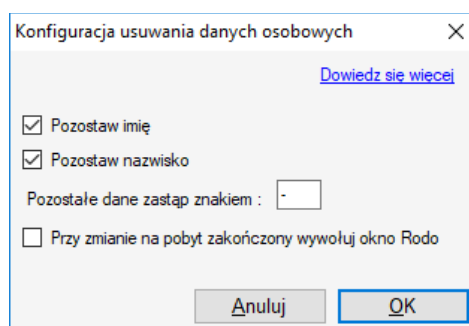 Konfiguracja usuwania danych osobowych
Dowiedz się więcej
Pozostaw imię
Pozostaw nazwisko
Pozostałe dane zastąp znakiem : -
Przy zmianie na pobyt zakończony wywołuj okno Rodo
Anuluj OK